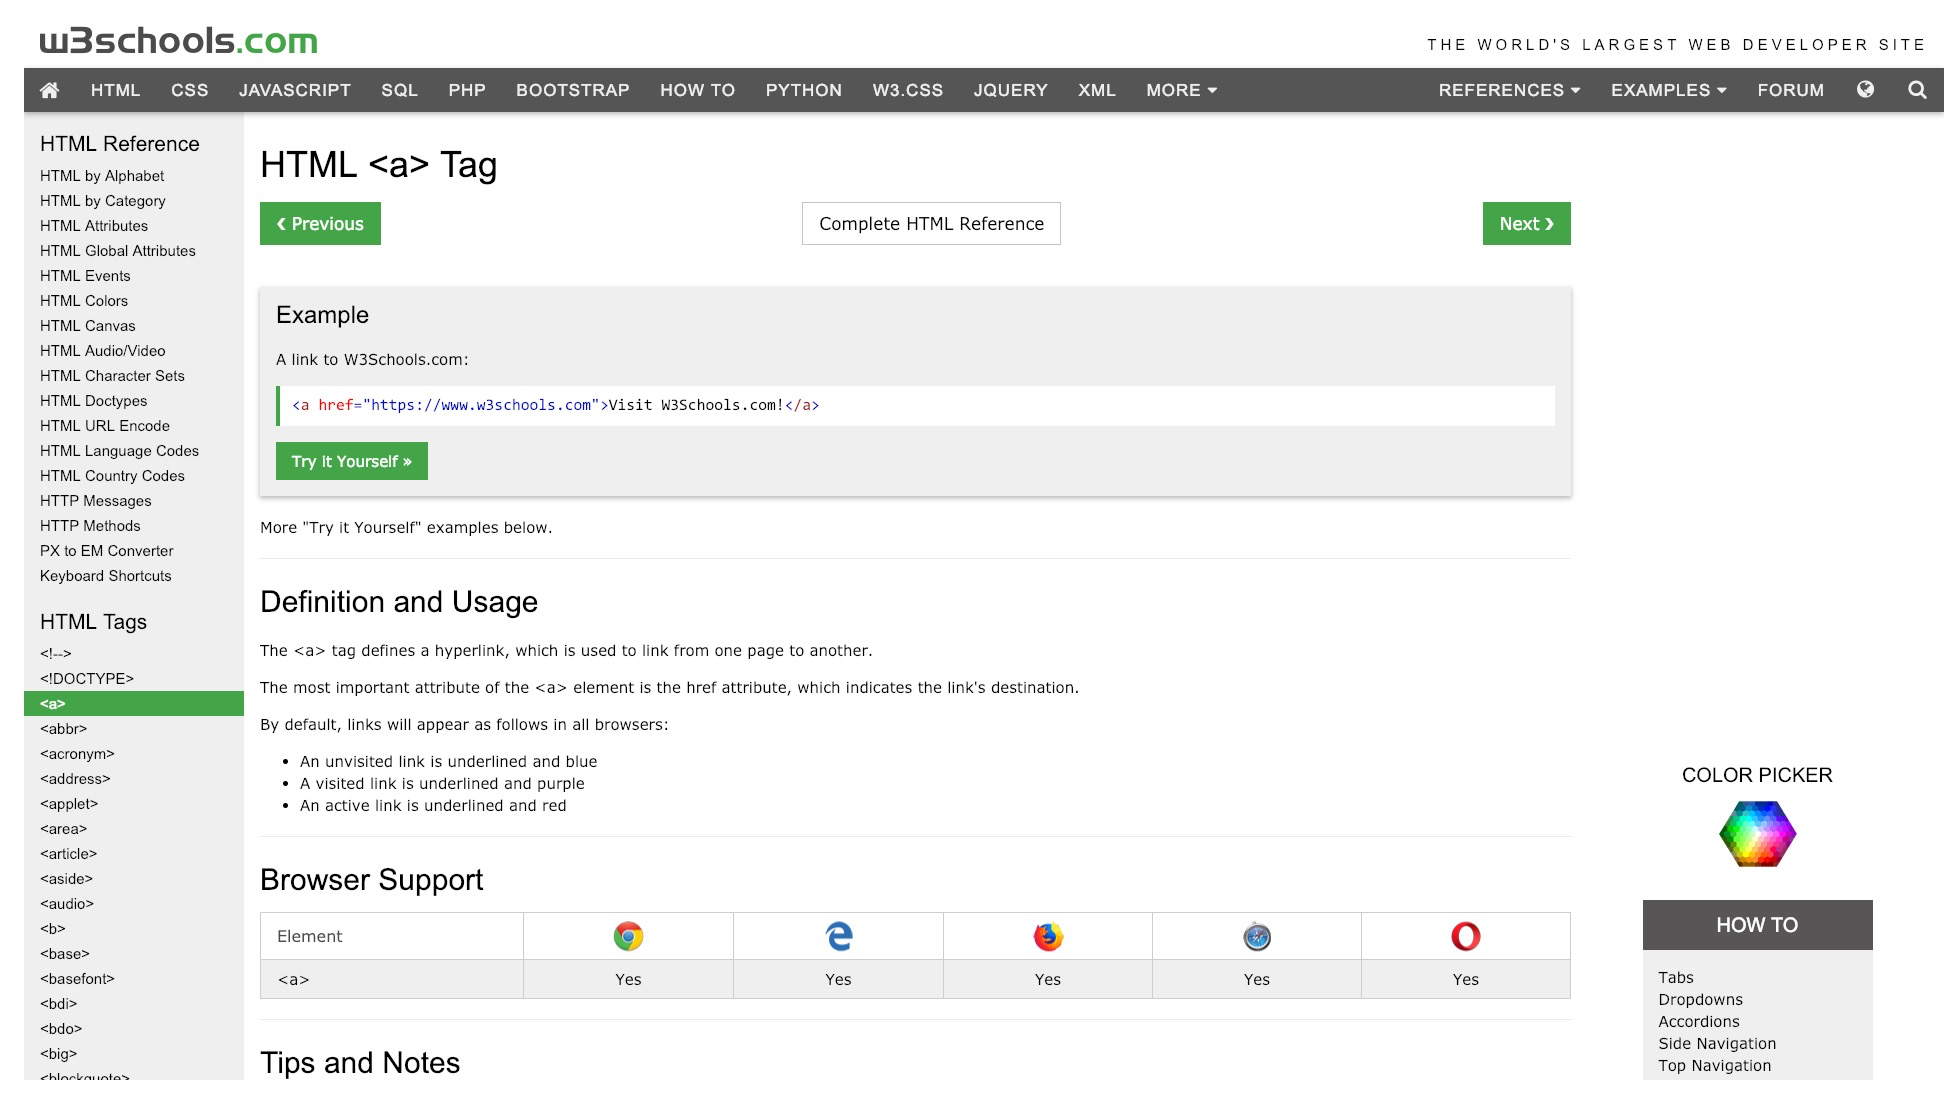 w3schools.com
THE WORLD'S LARGEST WEB DEVELOPER SITE
HTML CSS JAVASCRIPT SQL PHP BOOTSTRAP HOW TO PYTHON W3.CSS JQUERY XML MORE REFERENCES EXAMPLES FORUM
HTML Reference
HTML by Alphabet
HTML by Category
HTML Attributes
HTML Global Attributes
HTML Events
HTML Colors
HTML Canvas
HTML Audio/Video
HTML Character Sets
HTML Doctypes
HTML URL Encode
HTML Language Codes
HTML Country Codes
HTTP Messages
HTTP Methods
PX to EM Converter
Keyboard Shortcuts
HTML Tags
<!-->
<!DOCTYPE>
<a>
<abbr>
<acronym>
<address>
<applet>
<area>
<article>
<aside>
<audio>
<b>
<base>
<basefont>
<bdi>
<bdo>
<big>
<blockquote>
HTML <a> Tag
❮ Previous
Complete HTML Reference
Next ❯
Example
A link to W3Schools.com:
<a href="https://www.w3schools.com">Visit W3Schools.com!</a>
Try it Yourself »
More "Try it Yourself" examples below.
Definition and Usage
The <a> tag defines a hyperlink, which is used to link from one page to another.
The most important attribute of the <a> element is the href attribute, which indicates the link's destination.
By default, links will appear as follows in all browsers:
• An unvisited link is underlined and blue
• A visited link is underlined and purple
• An active link is underlined and red
Browser Support
Element
<a> Yes Yes Yes Yes Yes
Tips and Notes
COLOR PICKER
HOW TO
Tabs
Dropdowns
Accordions
Side Navigation
Top Navigation